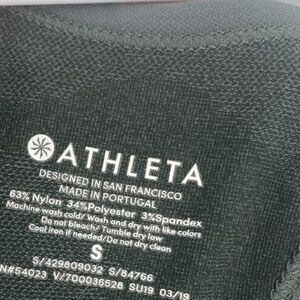 ATHLETA
DESIGNED IN SAN FRANCISCO
MADE IN PORTUGAL
63% Nylon 34%Polyester 3%Spandex
Machine wash cold/ Wash and dry with like colors
Do not bleach/ Tumble dry low
Cool iron if needed/Do not dry clean
S
S/429809032 S/84766
N#54023 V/700036528 SU19 03/19